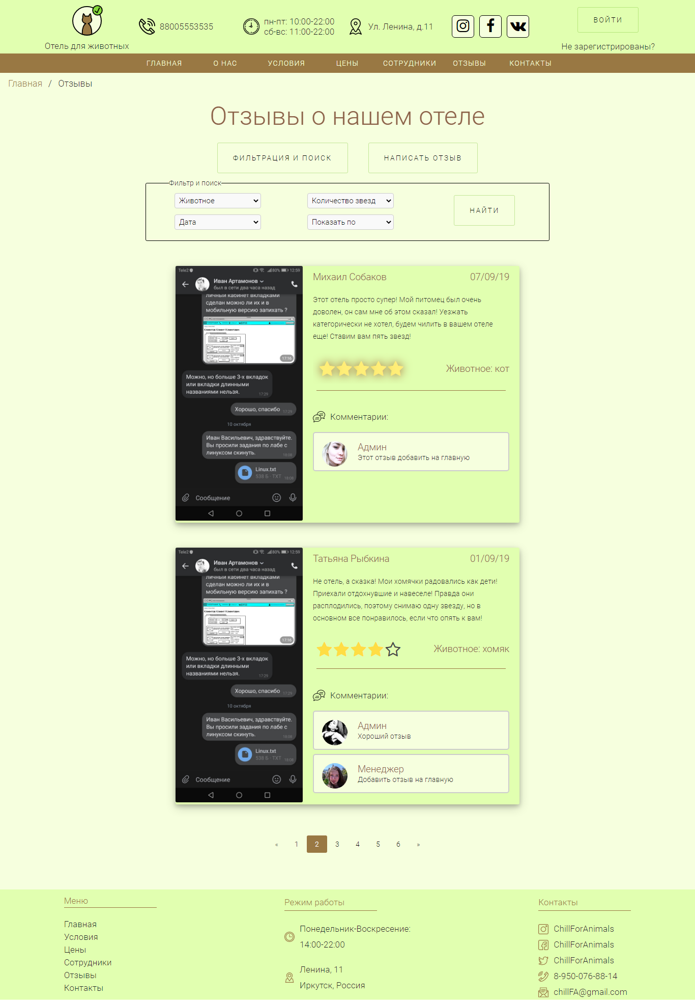 Отель для животных
88005553535
пн-пт: 10:00-22:00
сб-вс: 11:00-22:00
Ул. Ленина, д.11
ВОЙТИ
Не зарегистрированы?
ГЛАВНАЯ О НАС УСЛОВИЯ ЦЕНЫ СОТРУДНИКИ ОТЗЫВЫ КОНТАКТЫ
Главная / Отзывы
Отзывы о нашем отеле
ФИЛЬТРАЦИЯ И ПОИСК НАПИСАТЬ ОТЗЫВ
Фильтр и поиск
Животное Количество звезд
Дата Показать по
НАЙТИ
Tele2 80% 12:59
Иван Артамонов
был в сети два часа назад
личный кабинет вкладками
сделан можно ли их и в
мобильную версию запихать ?
Клиентов Клиент Клиентович
17:16
Можно, но больше 3-х вкладок
или вкладки длинными
названиями нельзя.
17:29
Хорошо, спасибо 17:29
10 октября
Иван Васильевич, здравствуйте.
Вы просили задания по лабе с
линуксом скинуть.
18:08
Linux.txt
538 Б · TXT 18:08
Сообщение
Михаил Собаков 07/09/19
Этот отель просто супер! Мой питомец был очень
доволен, он сам мне об этом сказал! Уезжать
категорически не хотел, будем чилить в вашем отеле
еще! Ставим вам пять звезд!
Животное: кот
Комментарии:
Админ
Этот отзыв добавить на главную
Tele2 80% 12:59
Иван Артамонов
был в сети два часа назад
личный кабинет вкладками
сделан можно ли их и в
мобильную версию запихать ?
Клиентов Клиент Клиентович
17:16
Можно, но больше 3-х вкладок
или вкладки длинными
названиями нельзя.
17:29
Хорошо, спасибо 17:29
10 октября
Иван Васильевич, здравствуйте.
Вы просили задания по лабе с
линуксом скинуть.
18:08
Linux.txt
538 Б · TXT 18:08
Сообщение
Татьяна Рыбкина 01/09/19
Не отель, а сказка! Мои хомячки радовались как дети!
Приехали отдохнувшие и навеселе! Правда они
расплодились, поэтому снимаю одну звезду, но в
основном все понравилось, если что опять к вам!
Животное: хомяк
Комментарии:
Админ
Хороший отзыв
Менеджер
Добавить отзыв на главную
« 1 2 3 4 5 6 »
Меню
Главная
Условия
Цены
Сотрудники
Отзывы
Контакты
Режим работы
Понедельник-Воскресение:
14:00-22:00
Ленина, 11
Иркутск, Россия
Контакты
ChillForAnimals
ChillForAnimals
ChillForAnimals
8-950-076-88-14
chillFA@gmail.com